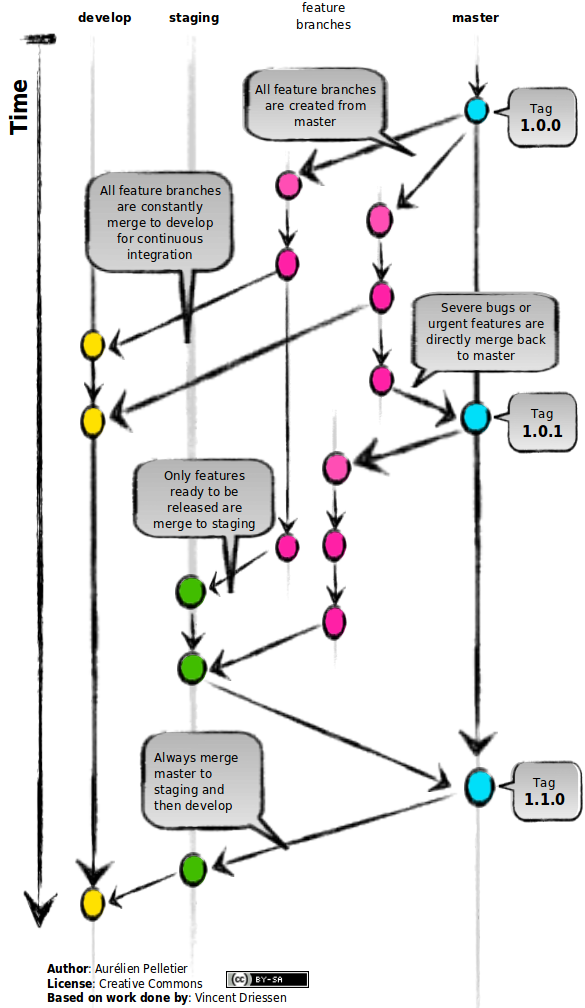 feature
develop staging branches master
Time
All feature branches
are created from
master
Tag
1.0.0
All feature branches
are constantly
merge to develop
for continuous
integration
Severe bugs or
urgent features are
directly merge back
to master
Tag
1.0.1
Only features
ready to be
released are
merge to staging
Always merge
master to
staging and
then develop
Tag
1.1.0
Author: Aurélien Pelletier
License: Creative Commons (cc) BY-SA
Based on work done by: Vincent Driessen